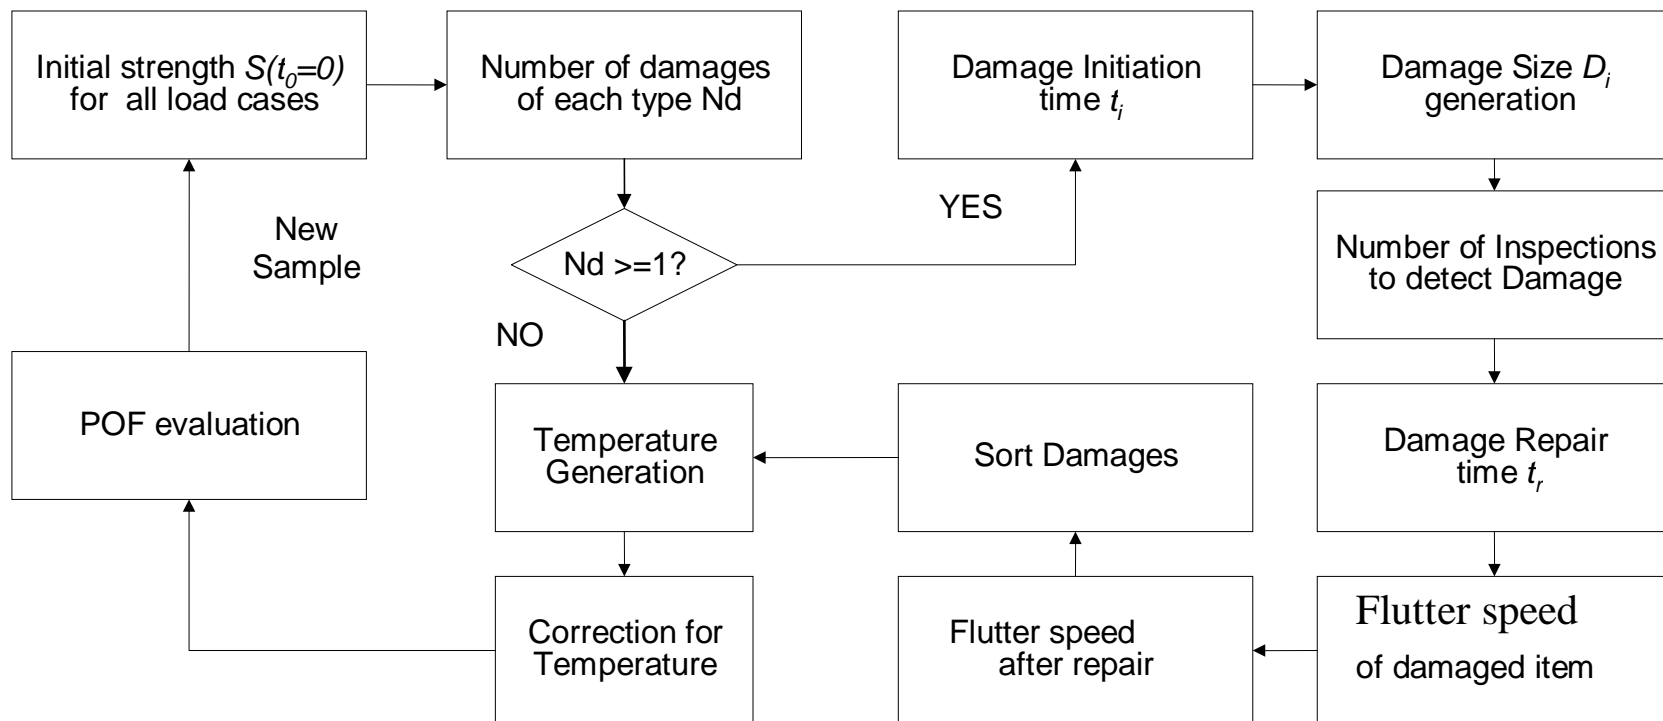 Initial strength S(t0=0)
for all load cases
Number of damages
of each type Nd
Damage Initiation
time ti
Damage Size Di
generation
New
Sample
YES
Nd >=1?
Number of Inspections
to detect Damage
NO
POF evaluation
Temperature
Generation
Sort Damages
Damage Repair
time tr
Correction for
Temperature
Flutter speed
after repair
Flutter speed
of damaged item